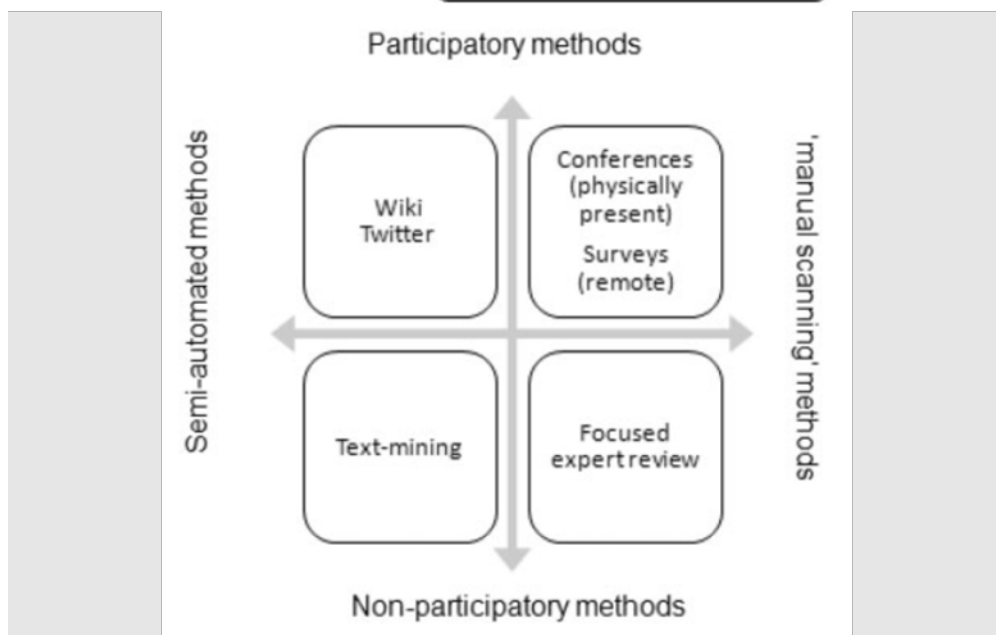 Participatory methods
Semi-automated methods
Wiki
Twitter
Conferences
(physically
present)
Surveys
(remote)
'manual scanning' methods
Text-mining
Focused
expert review
Non-participatory methods